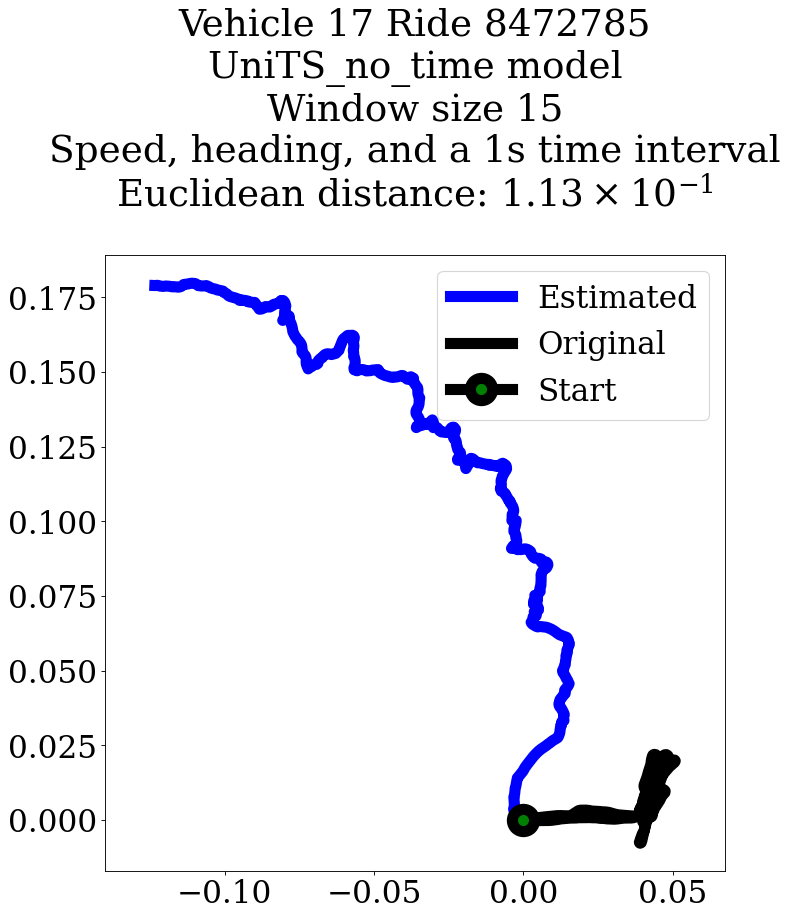 Vehicle 17 Ride 8472785
UniTS_no_time model
Window size 15
Speed, heading, and a 1s time interval
Euclidean distance: 1.13 × 10⁻¹
Estimated
Original
Start
0.175
0.150
0.125
0.100
0.075
0.050
0.025
0.000
−0.10 −0.05 0.00 0.05